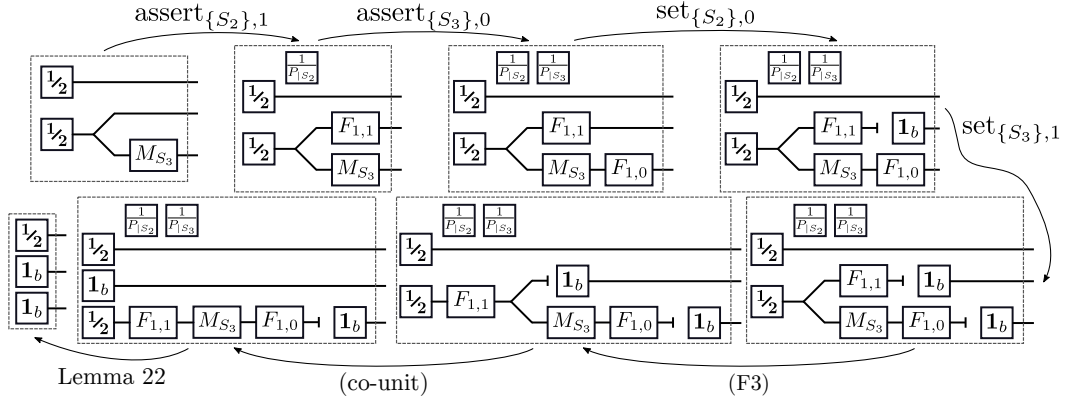 assert_{\{S_2\},1} assert_{\{S_3\},0} set_{\{S_2\},0}
1/2
1/2 M_{S_3}
1/P_{|S_2}
1/2
1/2 F_{1,1}
M_{S_3}
1/P_{|S_2} 1/P_{|S_3}
1/2
1/2 F_{1,1}
M_{S_3} F_{1,0}
1/P_{|S_2} 1/P_{|S_3}
1/2
1/2 F_{1,1} 1_b
M_{S_3} F_{1,0}
set_{\{S_3\},1}
1/2
1_b
1_b
1/P_{|S_2} 1/P_{|S_3}
1/2
1_b
1/2 F_{1,1} M_{S_3} F_{1,0} 1_b
1/P_{|S_2} 1/P_{|S_3}
1/2
1_b
1/2 F_{1,1}
M_{S_3} F_{1,0} 1_b
1/P_{|S_2} 1/P_{|S_3}
1/2
F_{1,1} 1_b
1/2
M_{S_3} F_{1,0} 1_b
Lemma 22 (co-unit) (F3)